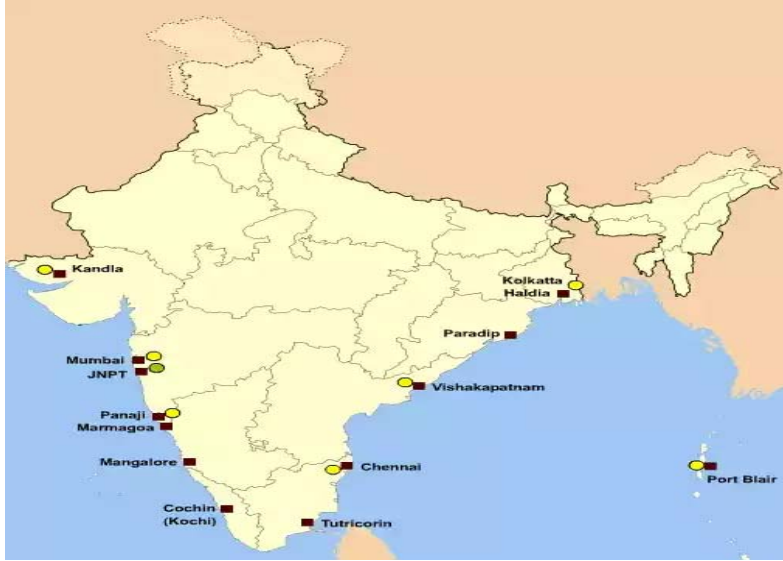 Kandla
Kolkatta
Haldia
Paradip
Mumbai
JNPT
Vishakapatnam
Panaji
Marmagoa
Mangalore
Chennai
Port Blair
Cochin
(Kochi)
Tutricorin